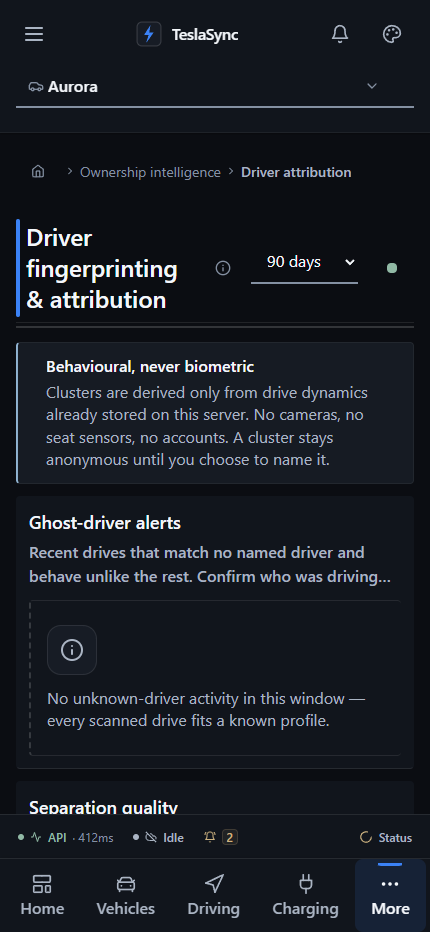 TeslaSync
Aurora
Ownership intelligence
Driver attribution
Driver
fingerprinting
& attribution
90 days
Behavioural, never biometric
Clusters are derived only from drive dynamics
already stored on this server. No cameras, no
seat sensors, no accounts. A cluster stays
anonymous until you choose to name it.
Ghost-driver alerts
Recent drives that match no named driver and
behave unlike the rest. Confirm who was driving...
No unknown-driver activity in this window —
every scanned drive fits a known profile.
Separation quality
API · 412ms
Idle
2
Status
Home
Vehicles
Driving
Charging
More